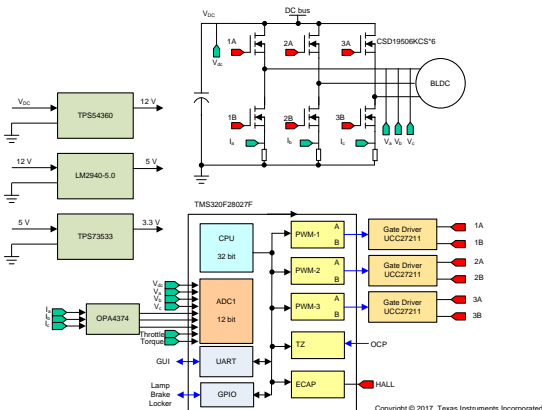 V_DC
DC bus
1A
2A
3A
CSD19506KCS*6
V_dc
BLDC
1B
2B
3B
I_a
I_b
I_c
V_a V_b V_c
V_DC
TPS54360
12 V
12 V
LM2940-5.0
5 V
5 V
TPS73533
3.3 V
TMS320F28027F
CPU
32 bit
PWM-1
A
B
Gate Driver
UCC27211
1A
1B
PWM-2
A
B
Gate Driver
UCC27211
2A
2B
PWM-3
A
B
Gate Driver
UCC27211
3A
3B
V_dc
V_a
V_b
V_c
ADC1
12 bit
I_a
I_b
I_c
OPA4374
Throttle
Torque
TZ
OCP
GUI
UART
ECAP
HALL
Lamp
Brake
Locker
GPIO
Copyright © 2017, Texas Instruments Incorporated